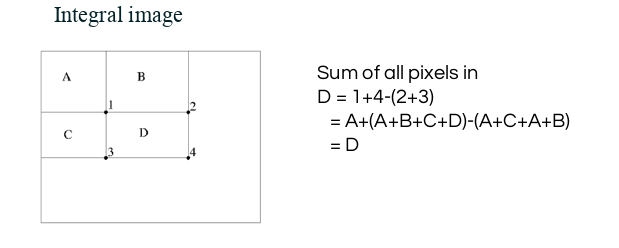 Integral image
A B
1 2
C D
3 4
Sum of all pixels in
D = 1+4-(2+3)
= A+(A+B+C+D)-(A+C+A+B)
= D